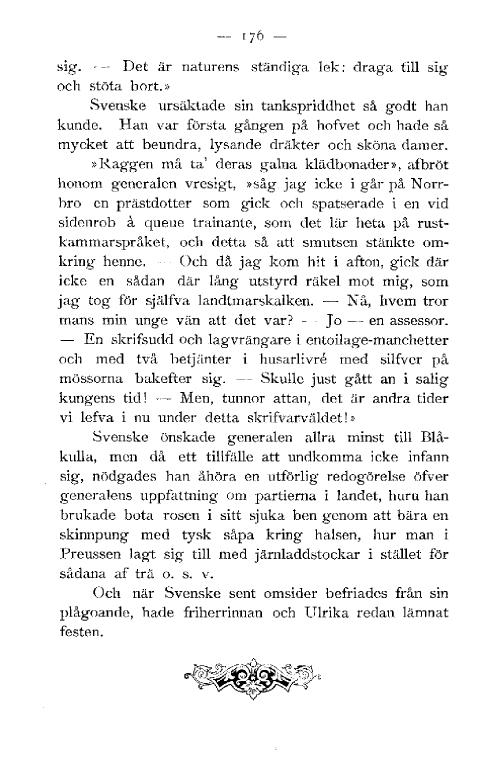 — 176 —
sig. — Det är naturens ständiga lek: draga till sig
och stöta bort.»
Svenske ursäktade sin tankspriddhet så godt han
kunde. Han var första gången på hofvet och hade så
mycket att beundra, lysande dräkter och sköna damer.
»Raggen må ta' deras galna klädbonader», afbröt
honom generalen vresigt, »såg jag icke i går på Norr-
bro en prästdotter som gick och spatserade i en vid
sidenrob à queue trainante, som det lär heta på rust-
kammarspråket, och detta så att smutsen stänkte om-
kring henne. — Och då jag kom hit i afton, gick där
icke en sådan där lång utstyrd räkel mot mig, som
jag tog för själfva landtmarskalken. — Nå, hvem tror
mans min unge vän att det var? — Jo — en assessor.
— En skrifsudd och lagvrängare i entoilage-manchetter
och med två betjänter i husarlivré med silfver på
mössorna bakefter sig. — Skulle just gått an i salig
kungens tid! — Men, tunnor attan, det är andra tider
vi lefva i nu under detta skrifvarväldet!»
Svenske önskade generalen allra minst till Blå-
kulla, men då ett tillfälle att undkomma icke infann
sig, nödgades han åhöra en utförlig redogörelse öfver
generalens uppfattning om partierna i landet, huru han
brukade bota rosen i sitt sjuka ben genom att bära en
skinnpung med tysk såpa kring halsen, hur man i
Preussen lagt sig till med järnladdstockar i stället för
sådana af trä o. s. v.
Och när Svenske sent omsider befriades från sin
plågoande, hade friherrinnan och Ulrika redan lämnat
festen.